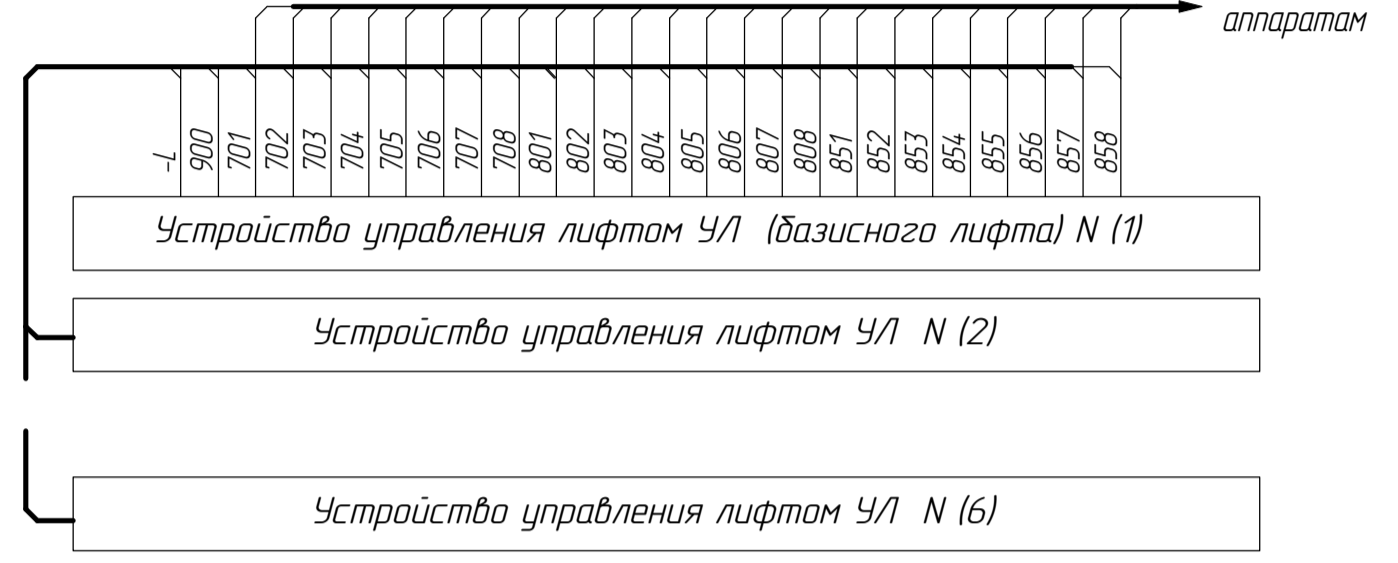 аппаратам
-L 900 701 702 703 704 705 706 707 708 801 802 803 804 805 806 807 808 851 852 853 854 855 856 857 858
Устройство управления лифтом УЛ (базисного лифта) N (1)
Устройство управления лифтом УЛ N (2)
Устройство управления лифтом УЛ N (6)